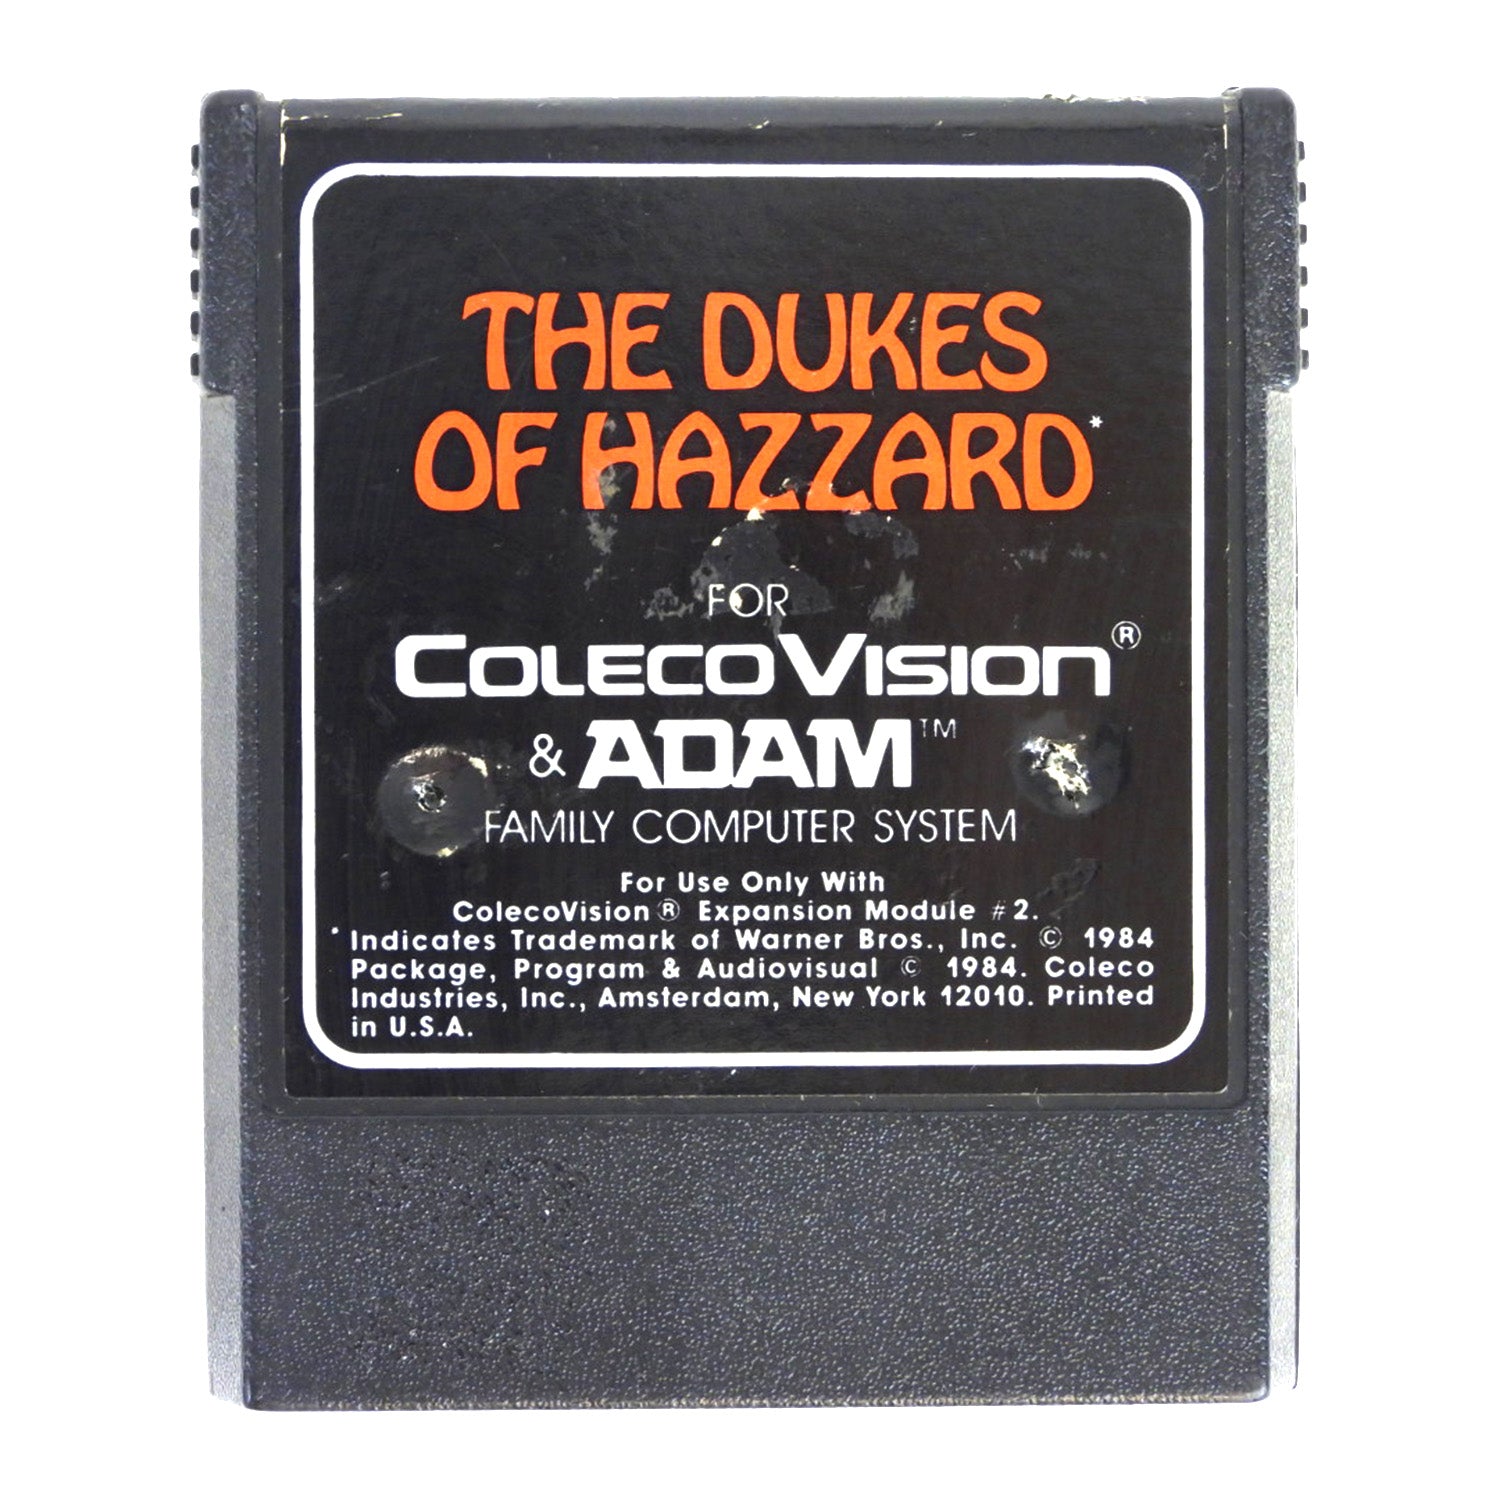 THE DUKES
OF HAZZARD*
FOR
COLECOVISION®
& ADAM™
FAMILY COMPUTER SYSTEM
For Use Only With
ColecoVision® Expansion Module #2.
*Indicates Trademark of Warner Bros., Inc. © 1984
Package, Program & Audiovisual © 1984. Coleco
Industries, Inc., Amsterdam, New York 12010. Printed
in U.S.A.